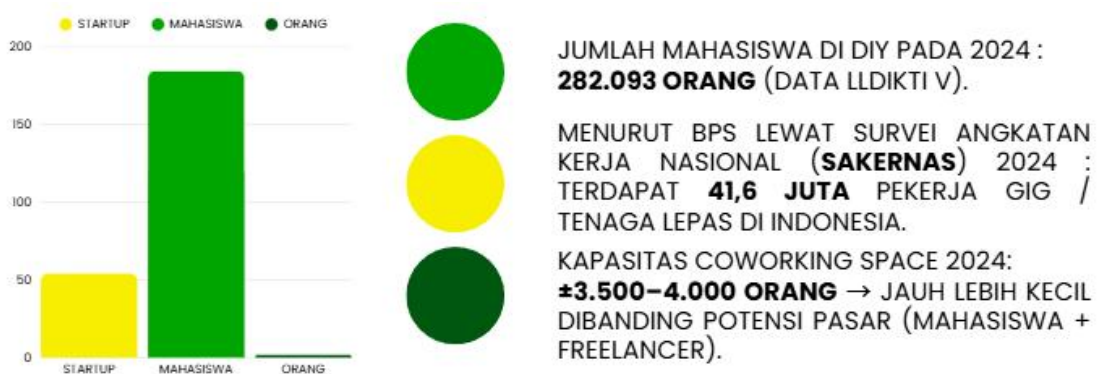 STARTUP MAHASISWA ORANG
200
150
100
50
0
STARTUP MAHASISWA ORANG
JUMLAH MAHASISWA DI DIY PADA 2024 :
282.093 ORANG (DATA LLDIKTI V).
MENURUT BPS LEWAT SURVEI ANGKATAN
KERJA NASIONAL (SAKERNAS) 2024 :
TERDAPAT 41,6 JUTA PEKERJA GIG /
TENAGA LEPAS DI INDONESIA.
KAPASITAS COWORKING SPACE 2024:
±3.500–4.000 ORANG → JAUH LEBIH KECIL
DIBANDING POTENSI PASAR (MAHASISWA +
FREELANCER).